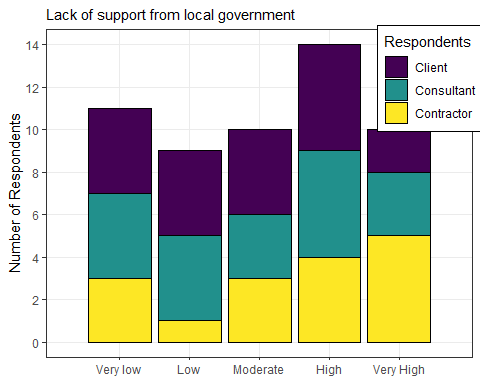 Lack of support from local government
Respondents
Client
Consultant
Contractor
Number of Respondents
14
12
10
8
6
4
2
0
Very low
Low
Moderate
High
Very High